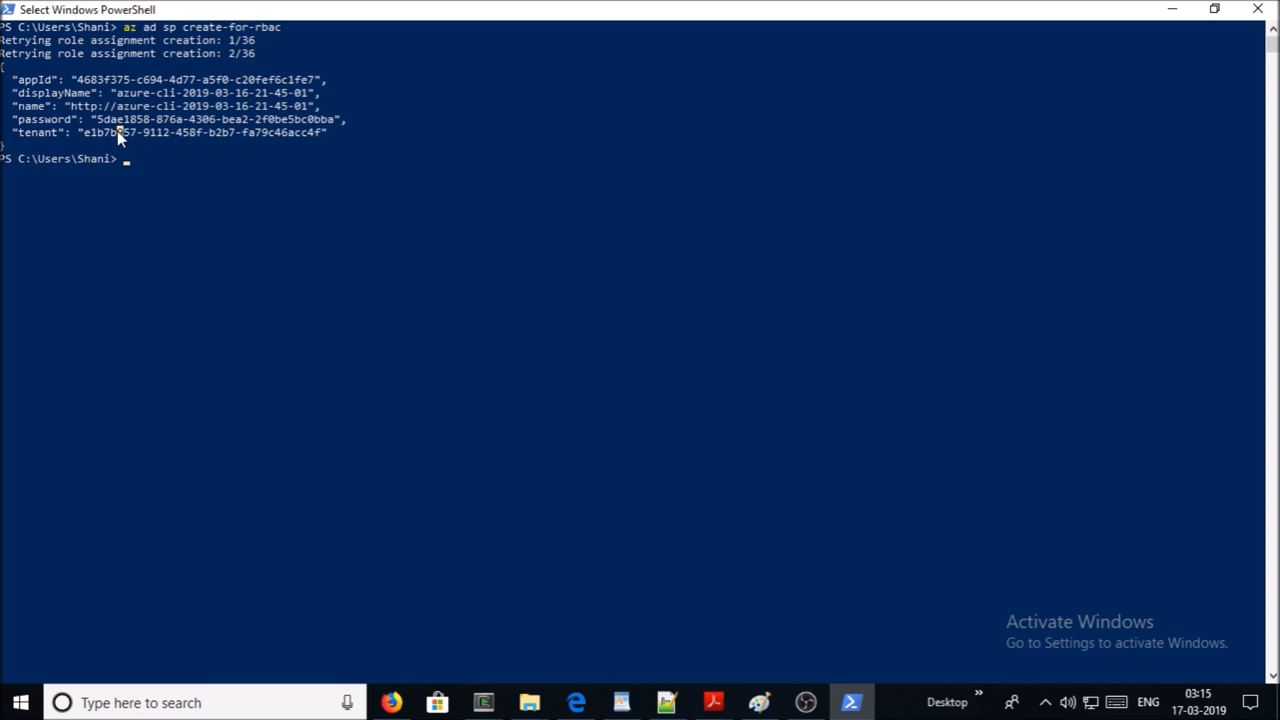 Select Windows PowerShell
PS C:\Users\Shani> az ad sp create-for-rbac
Retrying role assignment creation: 1/36
Retrying role assignment creation: 2/36
{
"appId": "4683f375-c694-4d77-a5f0-c20fef6c1fe7",
"displayName": "azure-cli-2019-03-16-21-45-01",
"name": "http://azure-cli-2019-03-16-21-45-01",
"password": "5dae1858-876a-4306-bea2-2f0be5bc0bba",
"tenant":
}
PS C:\Users\Shani>
Activate Windows
Go to Settings to activate Windows.
Type here to search
Desktop
ENG
03:15
17-03-2019